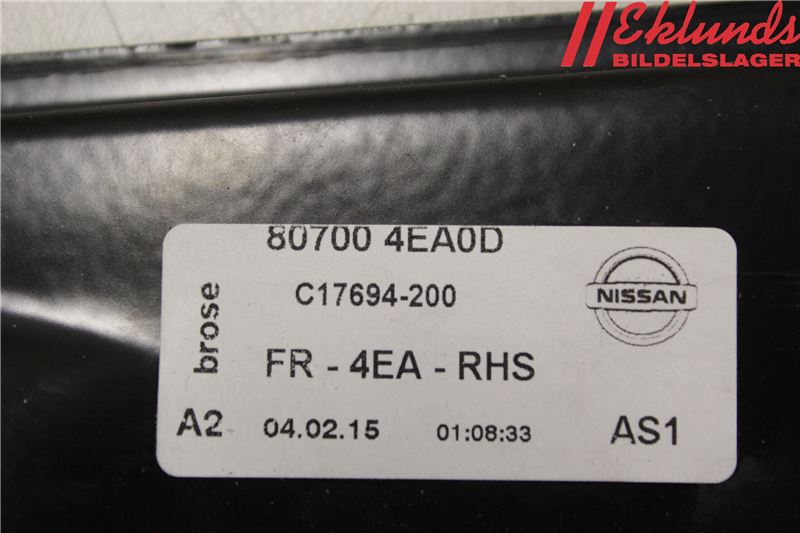 Eklunds
BILDELSLAGER
80700 4EA0D
C17694-200
NISSAN
brose
FR - 4EA - RHS
A2 04.02.15 01:08:33 AS1